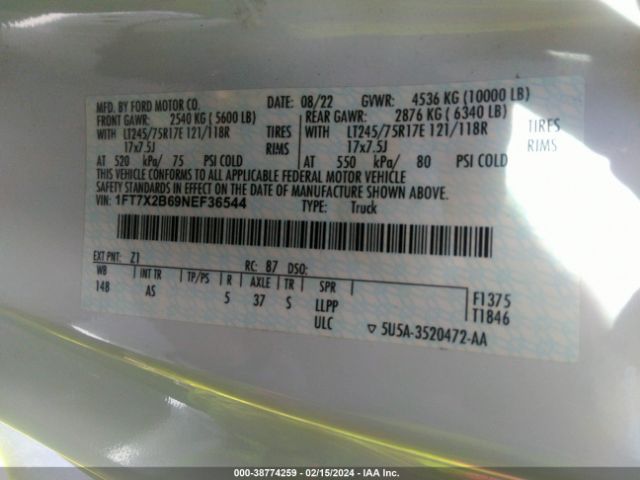 MFD. BY FORD MOTOR CO. DATE: 08/22 GVWR: 4536 KG (10000 LB)
FRONT GAWR: 2540 KG ( 5600 LB) REAR GAWR: 2876 KG ( 6340 LB)
WITH LT245/75R17E 121/118R TIRES WITH LT245/75R17E 121/118R TIRES
17x7.5J RIMS 17x7.5J RIMS
AT 520 kPa/ 75 PSI COLD AT 550 kPa/ 80 PSI COLD
THIS VEHICLE CONFORMS TO ALL APPLICABLE FEDERAL MOTOR VEHICLE
SAFETY STANDARDS IN EFFECT ON THE DATE OF MANUFACTURE SHOWN ABOVE.
VIN: 1FT7X2B69NEF36544 TYPE: Truck
EXT PNT: Z1 RC: 87 DSO:
WB INT TR TP/PS R AXLE TR SPR
148 AS 5 37 S LLPP
ULC
F1375
T1846
▽ 5U5A-3520472-AA
000-38774259 - 02/15/2024 - IAA Inc.